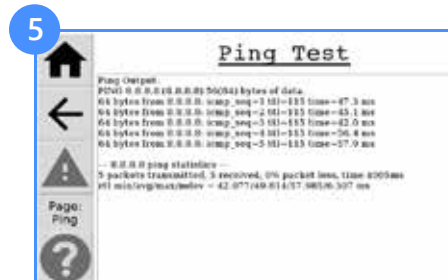 5
Ping Test
Ping Output:
PING 8.8.8.8 (8.8.8.8) 56(84) bytes of data.
64 bytes from 8.8.8.8: icmp_seq=1 ttl=115 time=47.3 ms
64 bytes from 8.8.8.8: icmp_seq=2 ttl=115 time=45.1 ms
64 bytes from 8.8.8.8: icmp_seq=3 ttl=115 time=42.0 ms
64 bytes from 8.8.8.8: icmp_seq=4 ttl=115 time=56.4 ms
64 bytes from 8.8.8.8: icmp_seq=5 ttl=115 time=57.9 ms
--- 8.8.8.8 ping statistics ---
5 packets transmitted, 5 received, 0% packet loss, time
rtt min/avg/max/mdev =
Page:
Ping
?